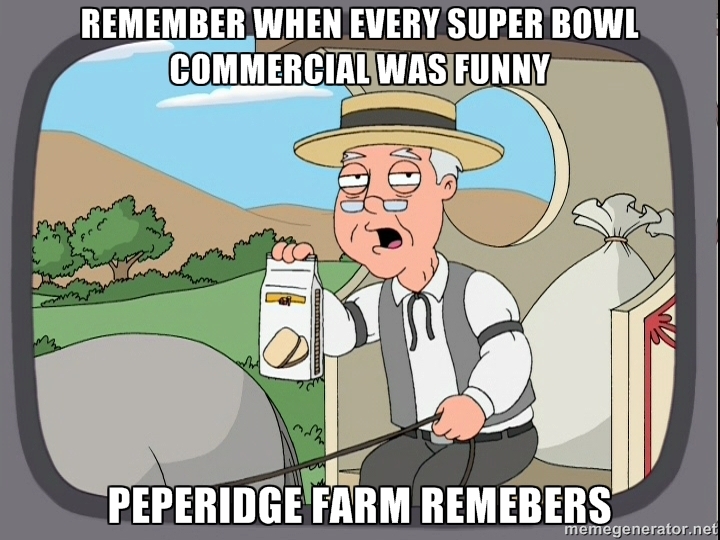 REMEMBER WHEN EVERY SUPER BOWL
COMMERCIAL WAS FUNNY
PEPERIDGE FARM REMEBERS
memegenerator.net